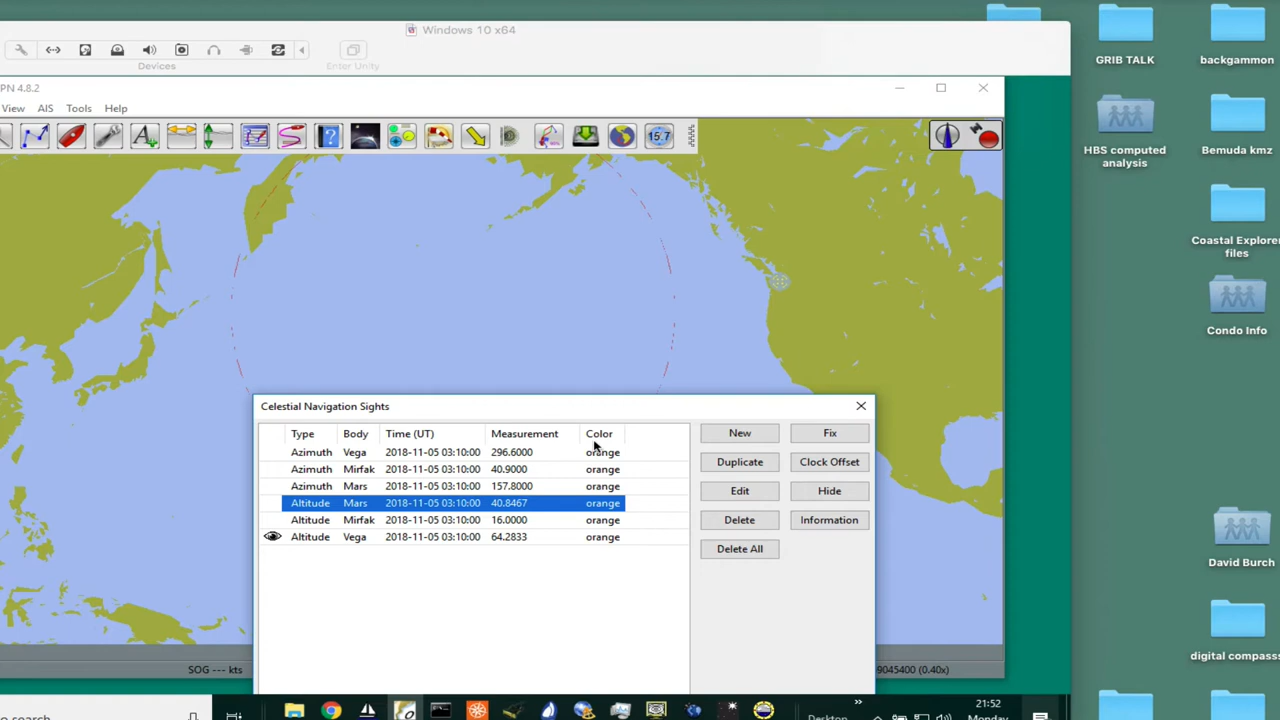 Windows 10 x64
GRIB TALK
backgammon
Devices
Enter Unity
PN 4.8.2
View AIS Tools Help
15.7
HBS computed
analysis
Bemuda kmz
Coastal Explorer
files
Condo Info
Celestial Navigation Sights
Type Body Time (UT) Measurement Color
Azimuth Vega 2018-11-05 03:10:00 296.6000 orange
Azimuth Mirfak 2018-11-05 03:10:00 40.9000 orange
Azimuth Mars 2018-11-05 03:10:00 157.8000 orange
Altitude Mars 2018-11-05 03:10:00 40.8467 orange
Altitude Mirfak 2018-11-05 03:10:00 16.0000 orange
Altitude Vega 2018-11-05 03:10:00 64.2833 orange
New Fix
Duplicate Clock Offset
Edit Hide
Delete Information
Delete All
David Burch
digital compass
SOG --- kts
9045400 (0.40x)
o search
Desktop
21:52
Monday